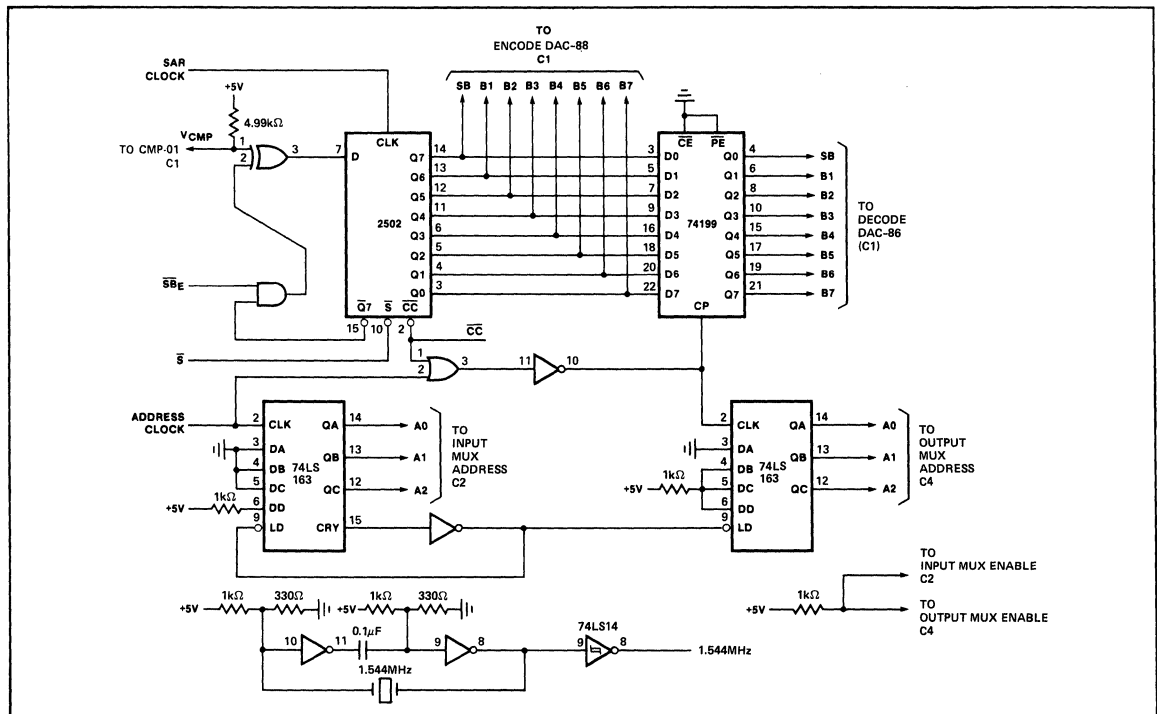 TO
ENCODE DAC-88
C1
SB B1 B2 B3 B4 B5 B6 B7
SAR
CLOCK
+5V
4.99kΩ
VCMP
TO CMP-01
C1
1
2
3
7
D
CLK
2502
Q7 14
Q6 13
Q5 12
Q4 11
Q3 6
Q2 5
Q1 4
Q0 3
Q̅7̅ S̅ C̅C̅
15 10 2
C̅E̅ P̅E̅
74199
3 D0 Q0 4 SB
5 D1 Q1 6 B1
7 D2 Q2 8 B2
9 D3 Q3 10 B3
16 D4 Q4 15 B4
18 D5 Q5 17 B5
20 D6 Q6 19 B6
22 D7 Q7 21 B7
CP
TO
DECODE
DAC-86
(C1)
S̅B̅E
C̅C̅
S̅
1
2
3
11 10
ADDRESS
CLOCK
2 CLK QA 14 A0
3 DA
4 DB QB 13 A1
5 DC QC 12 A2
6 DD
9 LD CRY 15
74LS
163
1kΩ
+5V
TO
INPUT
MUX
ADDRESS
C2
2 CLK QA 14 A0
3 DA
4 DB QB 13 A1
5 DC QC 12 A2
6 DD
9 LD
74LS
163
1kΩ
+5V
TO
OUTPUT
MUX
ADDRESS
C4
+5V 1kΩ 330Ω +5V 1kΩ 330Ω
10 11 0.1μF 9 8
1.544MHz
74LS14
9 8
1.544MHz
+5V 1kΩ
TO
INPUT MUX ENABLE
C2
TO
OUTPUT MUX ENABLE
C4